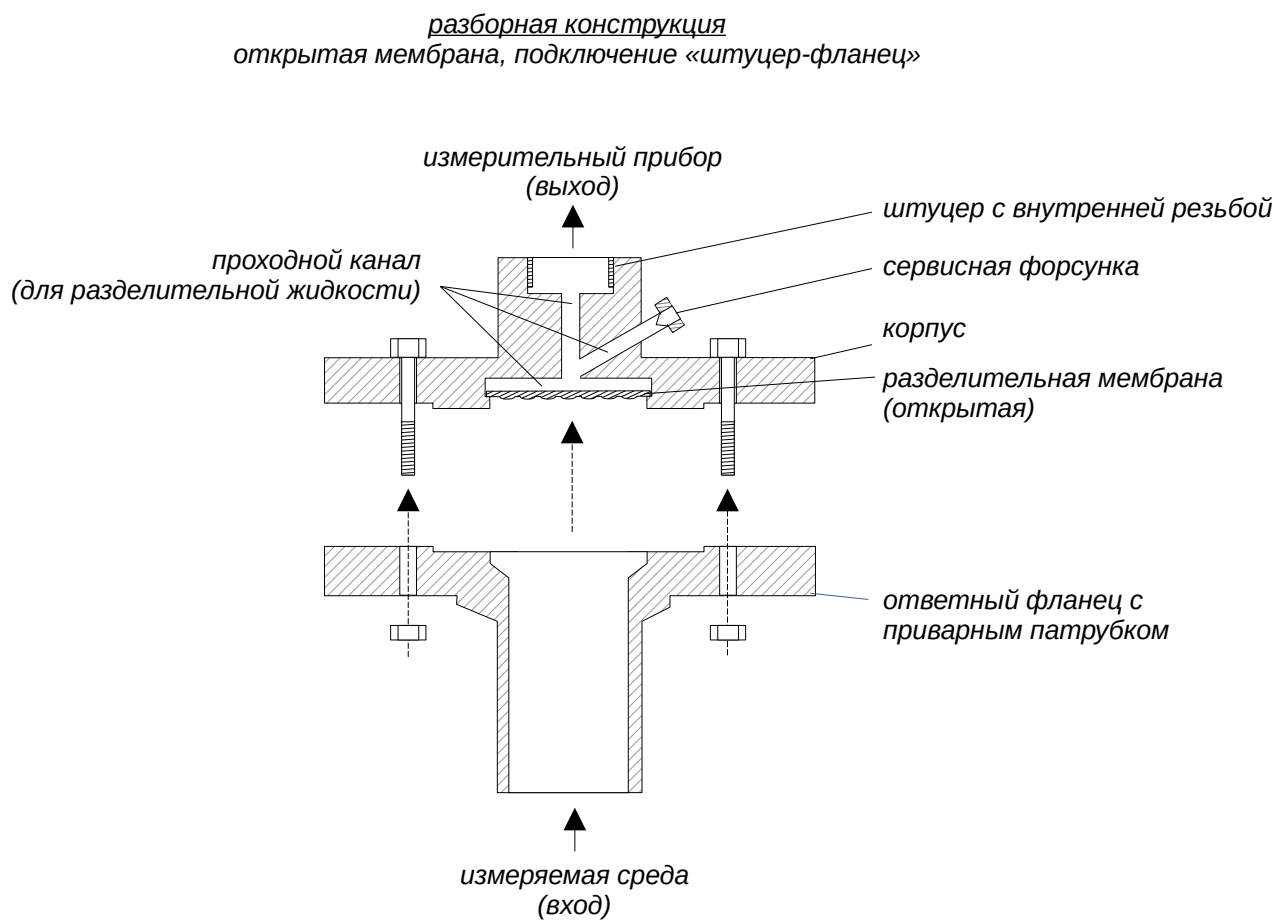 разборная конструкция
открытая мембрана, подключение «штуцер-фланец»
измерительный прибор
(выход)
штуцер с внутренней резьбой
проходной канал
(для разделительной жидкости)
сервисная форсунка
корпус
разделительная мембрана
(открытая)
ответный фланец с
приварным патрубком
измеряемая среда
(вход)